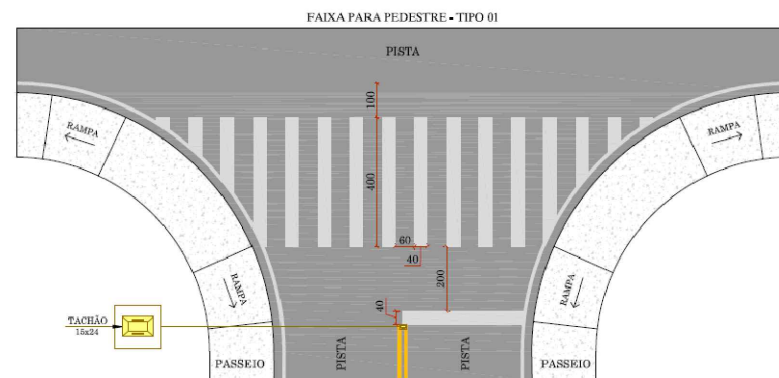 FAIXA PARA PEDESTRE - TIPO 01
PISTA
100
RAMPA
RAMPA
400
60
40
200
RAMPA
RAMPA
40
TACHÃO
15x24
PASSEIO
PISTA
PISTA
PASSEIO